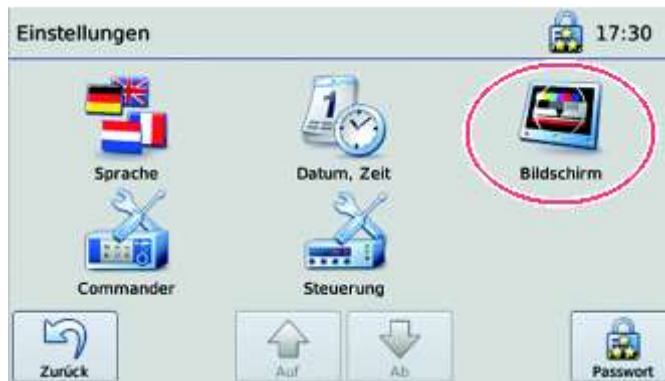 Einstellungen 17:30
Sprache Datum, Zeit Bildschirm
Commander Steuerung
Zurück Auf Ab Passwort